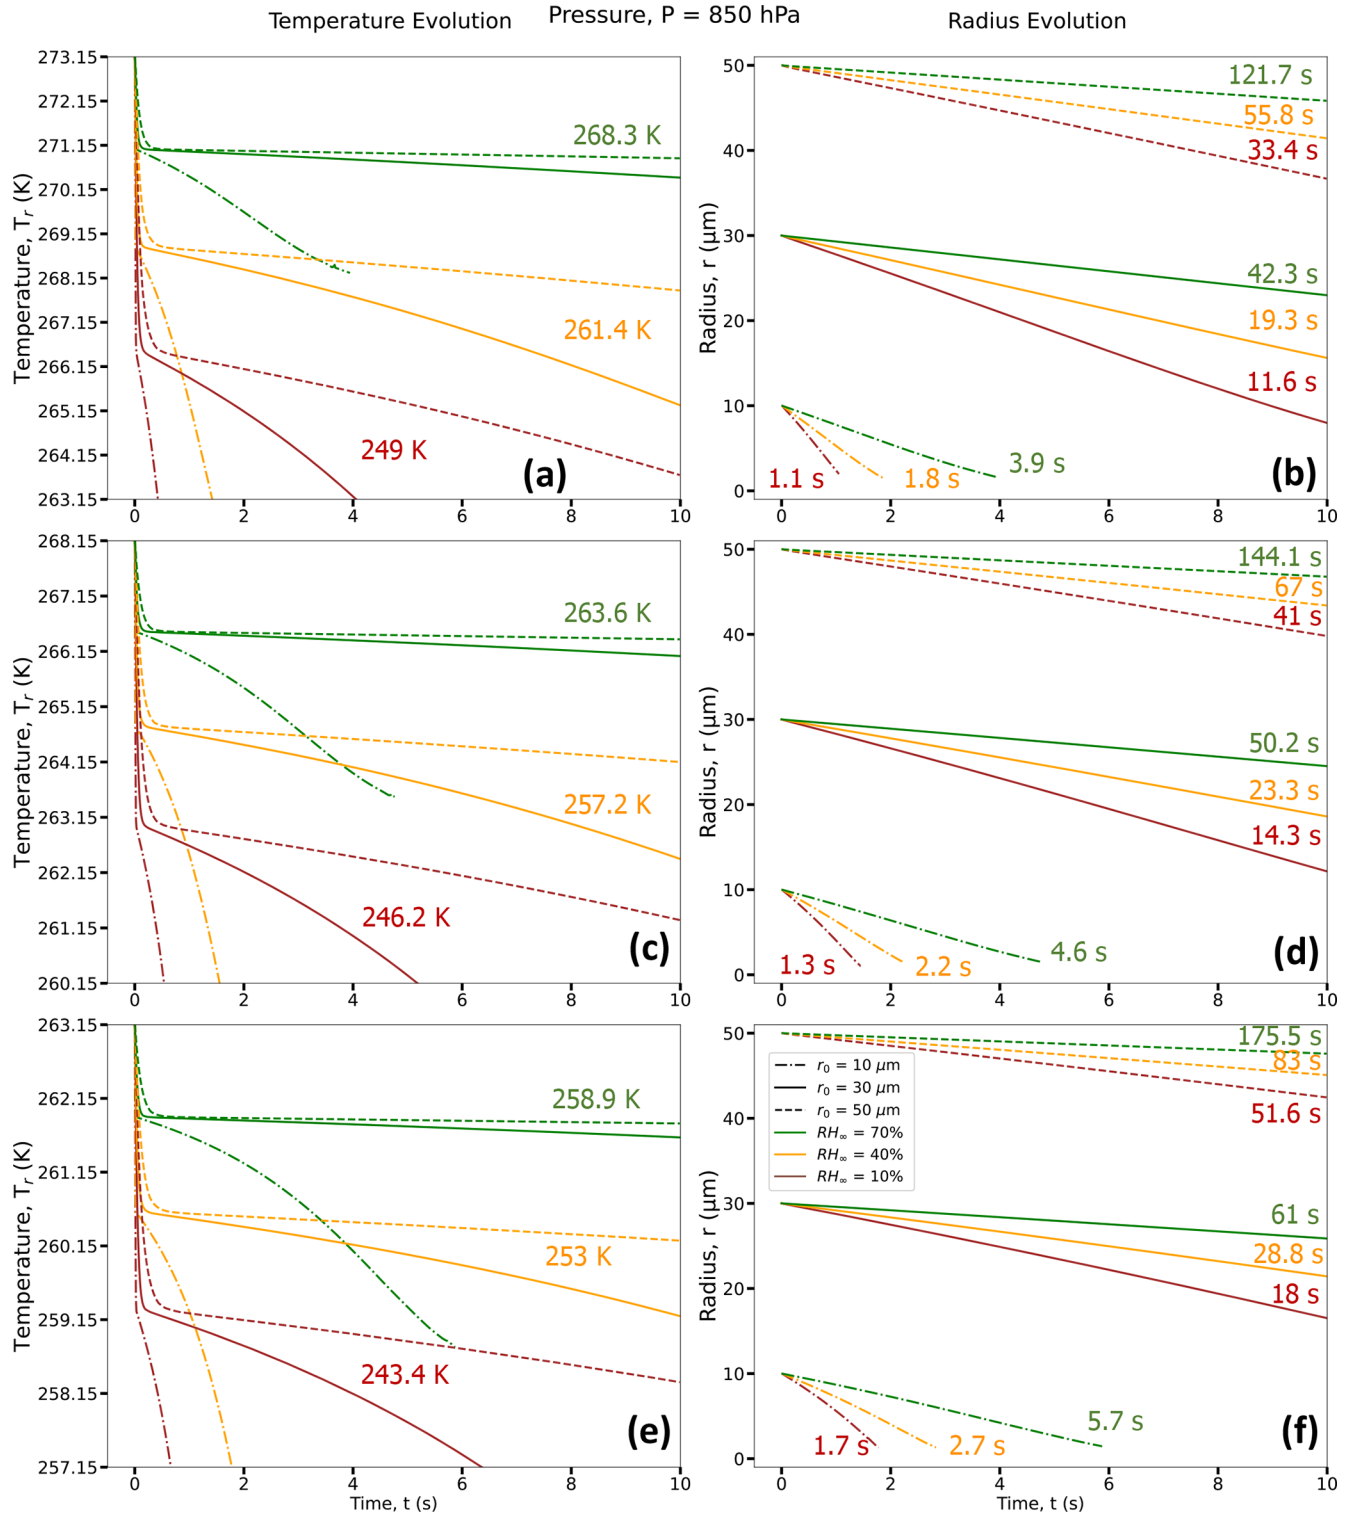 Temperature Evolution
Pressure, P = 850 hPa
Radius Evolution
273.15
272.15
271.15
270.15
269.15
268.15
267.15
266.15
265.15
264.15
263.15
Temperature, Tr (K)
268.3 K
261.4 K
249 K
(a)
0 2 4 6 8 10
50
40
30
20
10
0
Radius, r (μm)
121.7 s
55.8 s
33.4 s
42.3 s
19.3 s
11.6 s
3.9 s
1.8 s
1.1 s
(b)
0 2 4 6 8 10
268.15
267.15
266.15
265.15
264.15
263.15
262.15
261.15
260.15
Temperature, Tr (K)
263.6 K
257.2 K
246.2 K
(c)
0 2 4 6 8 10
50
40
30
20
10
0
Radius, r (μm)
144.1 s
67 s
41 s
50.2 s
23.3 s
14.3 s
4.6 s
2.2 s
1.3 s
(d)
0 2 4 6 8 10
263.15
262.15
261.15
260.15
259.15
258.15
257.15
Temperature, Tr (K)
258.9 K
253 K
243.4 K
(e)
0 2 4 6 8 10
Time, t (s)
50
40
30
20
10
0
Radius, r (μm)
175.5 s
83 s
51.6 s
r0 = 10 μm
r0 = 30 μm
r0 = 50 μm
RH∞ = 70%
RH∞ = 40%
RH∞ = 10%
61 s
28.8 s
18 s
5.7 s
2.7 s
1.7 s
(f)
0 2 4 6 8 10
Time, t (s)